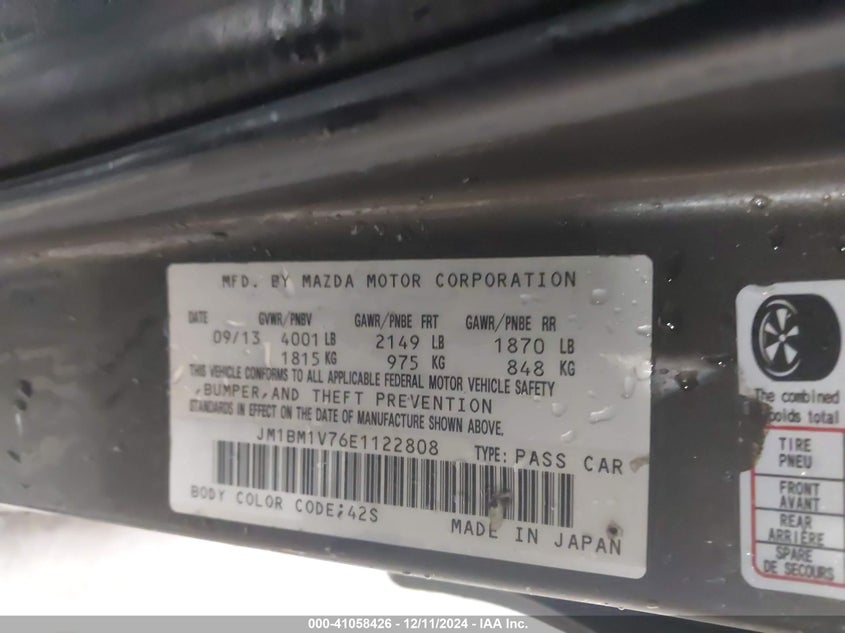 MFD. BY MAZDA MOTOR CORPORATION
DATE GVWR/PNBV GAWR/PNBE FRT GAWR/PNBE RR
09/13 4001 LB 2149 LB 1870 LB
1815 KG 975 KG 848 KG
THIS VEHICLE CONFORMS TO ALL APPLICABLE FEDERAL MOTOR VEHICLE SAFETY
,BUMPER,AND THEFT PREVENTION
STANDARDS IN EFFECT ON THE DATE OF MANUFACTURE SHOWN ABOVE.
JM1BM1V76E1122808 TYPE: PASS CAR
BODY COLOR CODE;42S
MADE IN JAPAN
The combined
poids total
TIRE
PNEU
FRONT
AVANT
REAR
ARRIÈRE
SPARE
DE SECOURS
000-41058426 - 12/11/2024 - IAA Inc.